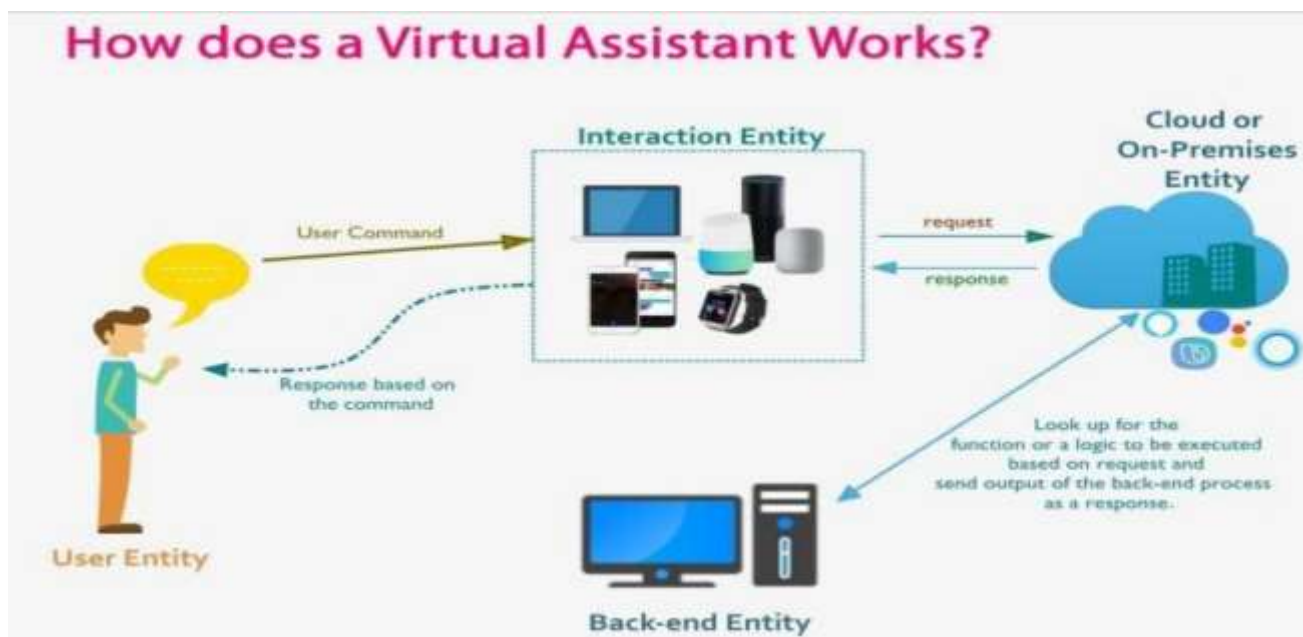 How does a Virtual Assistant Works?
Interaction Entity
Cloud or
On-Premises
Entity
User Command
request
response
Response based on
the command
Look up for the
function or a logic to be executed
based on request and
send output of the back-end process
as a response.
User Entity
Back-end Entity